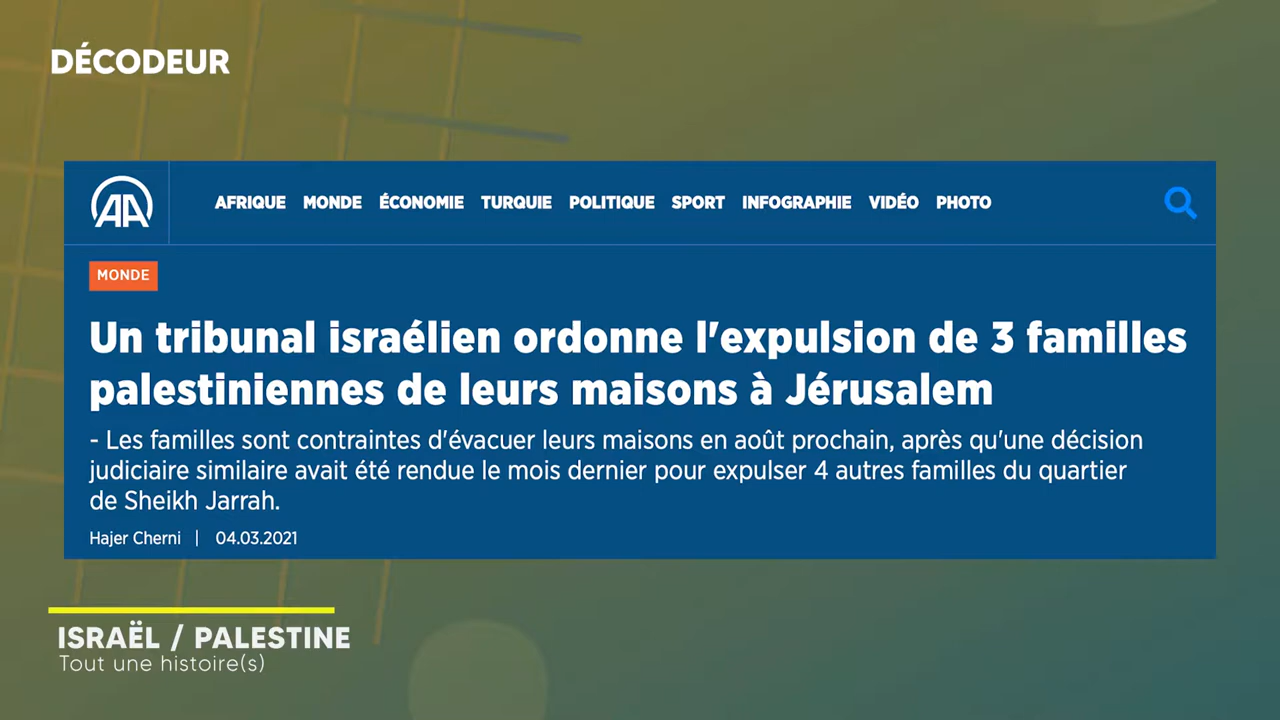 DÉCODEUR
AA
AFRIQUE MONDE ÉCONOMIE TURQUIE POLITIQUE SPORT INFOGRAPHIE VIDÉO PHOTO
MONDE
Un tribunal israélien ordonne l'expulsion de 3 familles
palestiniennes de leurs maisons à Jérusalem
- Les familles sont contraintes d'évacuer leurs maisons en août prochain, après qu'une décision
judiciaire similaire avait été rendue le mois dernier pour expulser 4 autres familles du quartier
de Sheikh Jarrah.
Hajer Cherni | 04.03.2021
ISRAËL / PALESTINE
Tout une histoire(s)